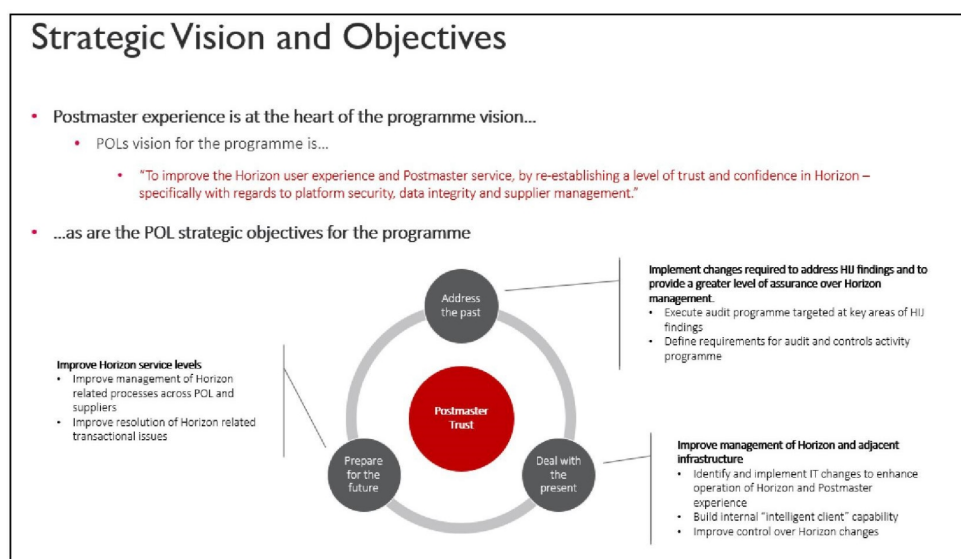 Strategic Vision and Objectives
• Postmaster experience is at the heart of the programme vision...
• POLs vision for the programme is...
• "To improve the Horizon user experience and Postmaster service, by re-establishing a level of trust and confidence in Horizon –
specifically with regards to platform security, data integrity and supplier management."
• ...as are the POL strategic objectives for the programme
Address
the past
Implement changes required to address HIJ findings and to
provide a greater level of assurance over Horizon
management.
• Execute audit programme targeted at key areas of HIJ
findings
• Define requirements for audit and controls activity
programme
Improve Horizon service levels
• Improve management of Horizon
related processes across POL and
suppliers
• Improve resolution of Horizon related
transactional issues
Postmaster
Trust
Prepare
for the
future
Deal with
the
present
Improve management of Horizon and adjacent
infrastructure
• Identify and implement IT changes to enhance
operation of Horizon and Postmaster
experience
• Build internal "intelligent client" capability
• Improve control over Horizon changes